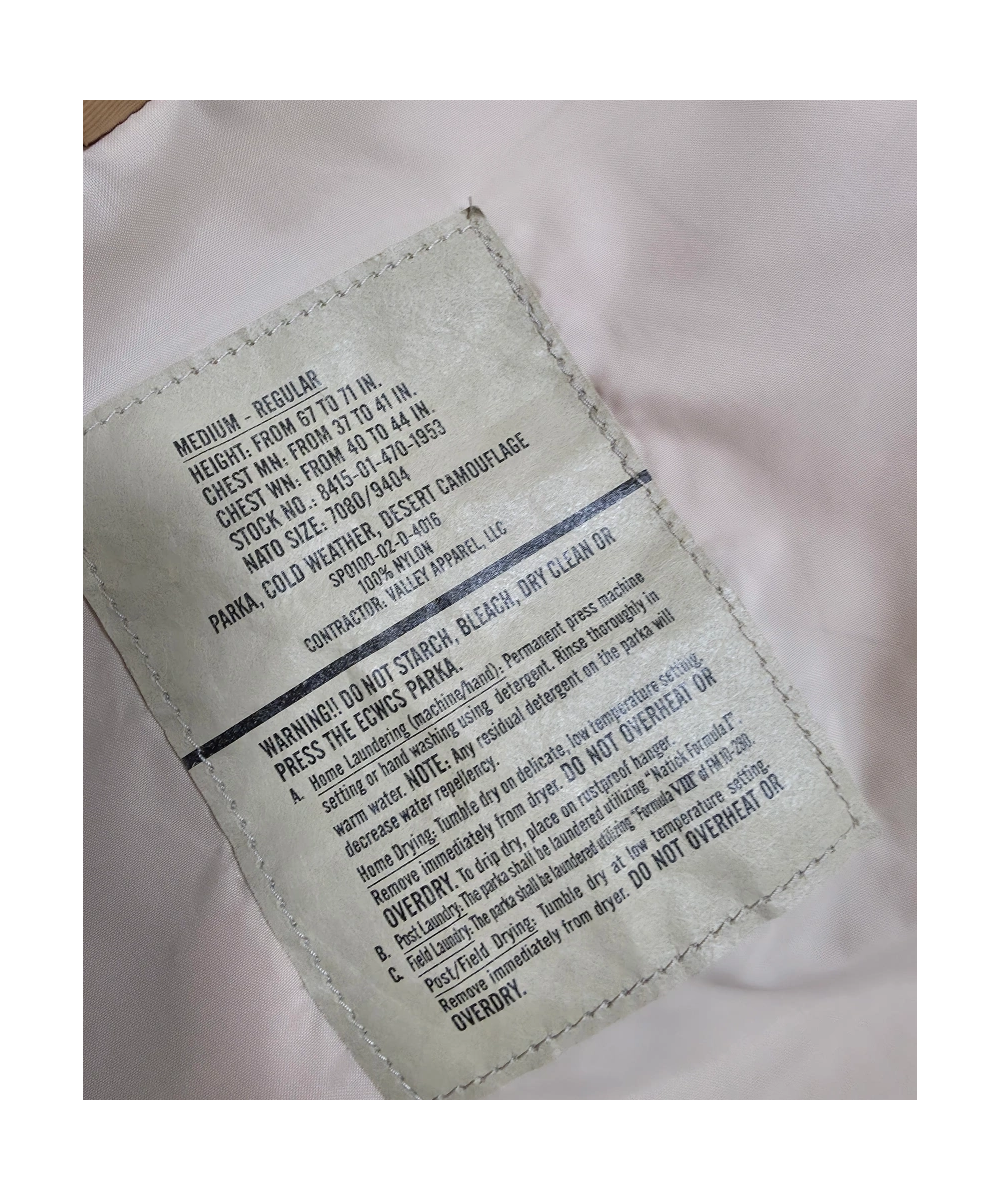 MEDIUM - REGULAR
HEIGHT: FROM 67 TO 71 IN.
CHEST MN: FROM 37 TO 41 IN.
CHEST WN: FROM 40 TO 44 IN.
STOCK NO.: 8415-01-470-1953
NATO SIZE: 7080/9404
PARKA, COLD WEATHER, DESERT CAMOUFLAGE
SPO100-02-D-4016
100% NYLON
CONTRACTOR: VALLEY APPAREL, LLC
WARNING!! DO NOT STARCH, BLEACH, DRY CLEAN OR
PRESS THE ECWCS PARKA.
A. Home Laundering (machine/hand): Permanent press machine
setting or hand washing using detergent. Rinse thoroughly in
warm water. NOTE: Any residual detergent on the parka will
decrease water repellency.
Home Drying: Tumble dry on delicate, low temperature setting.
Remove immediately from dryer. DO NOT OVERHEAT OR
OVERDRY. To drip dry, place on rustproof hanger.
B. Post Laundry: The parka shall be laundered utilizing "Natick Formula 1".
C. Field Laundry: The parka shall be laundered utilizing "Formula VIII" of FM 10-280.
Post/Field Drying: Tumble dry at low temperature setting.
Remove immediately from dryer. DO NOT OVERHEAT OR
OVERDRY.